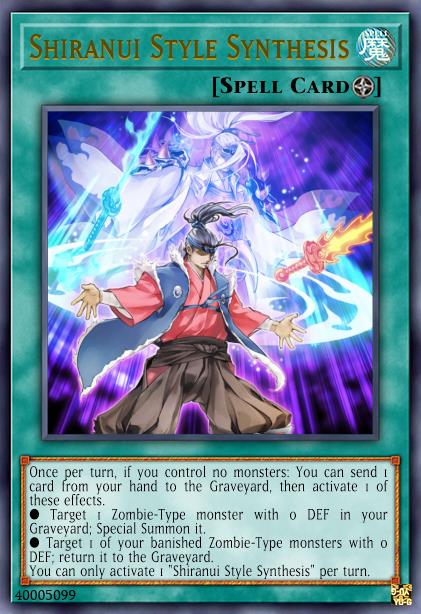 Shiranui Style Synthesis
SPELL
魔
[Spell Card]
Once per turn, if you control no monsters: You can send 1
card from your hand to the Graveyard, then activate 1 of
these effects.
● Target 1 Zombie-Type monster with 0 DEF in your
Graveyard; Special Summon it.
● Target 1 of your banished Zombie-Type monsters with 0
DEF; return it to the Graveyard.
You can only activate 1 "Shiranui Style Synthesis" per turn.
40005099